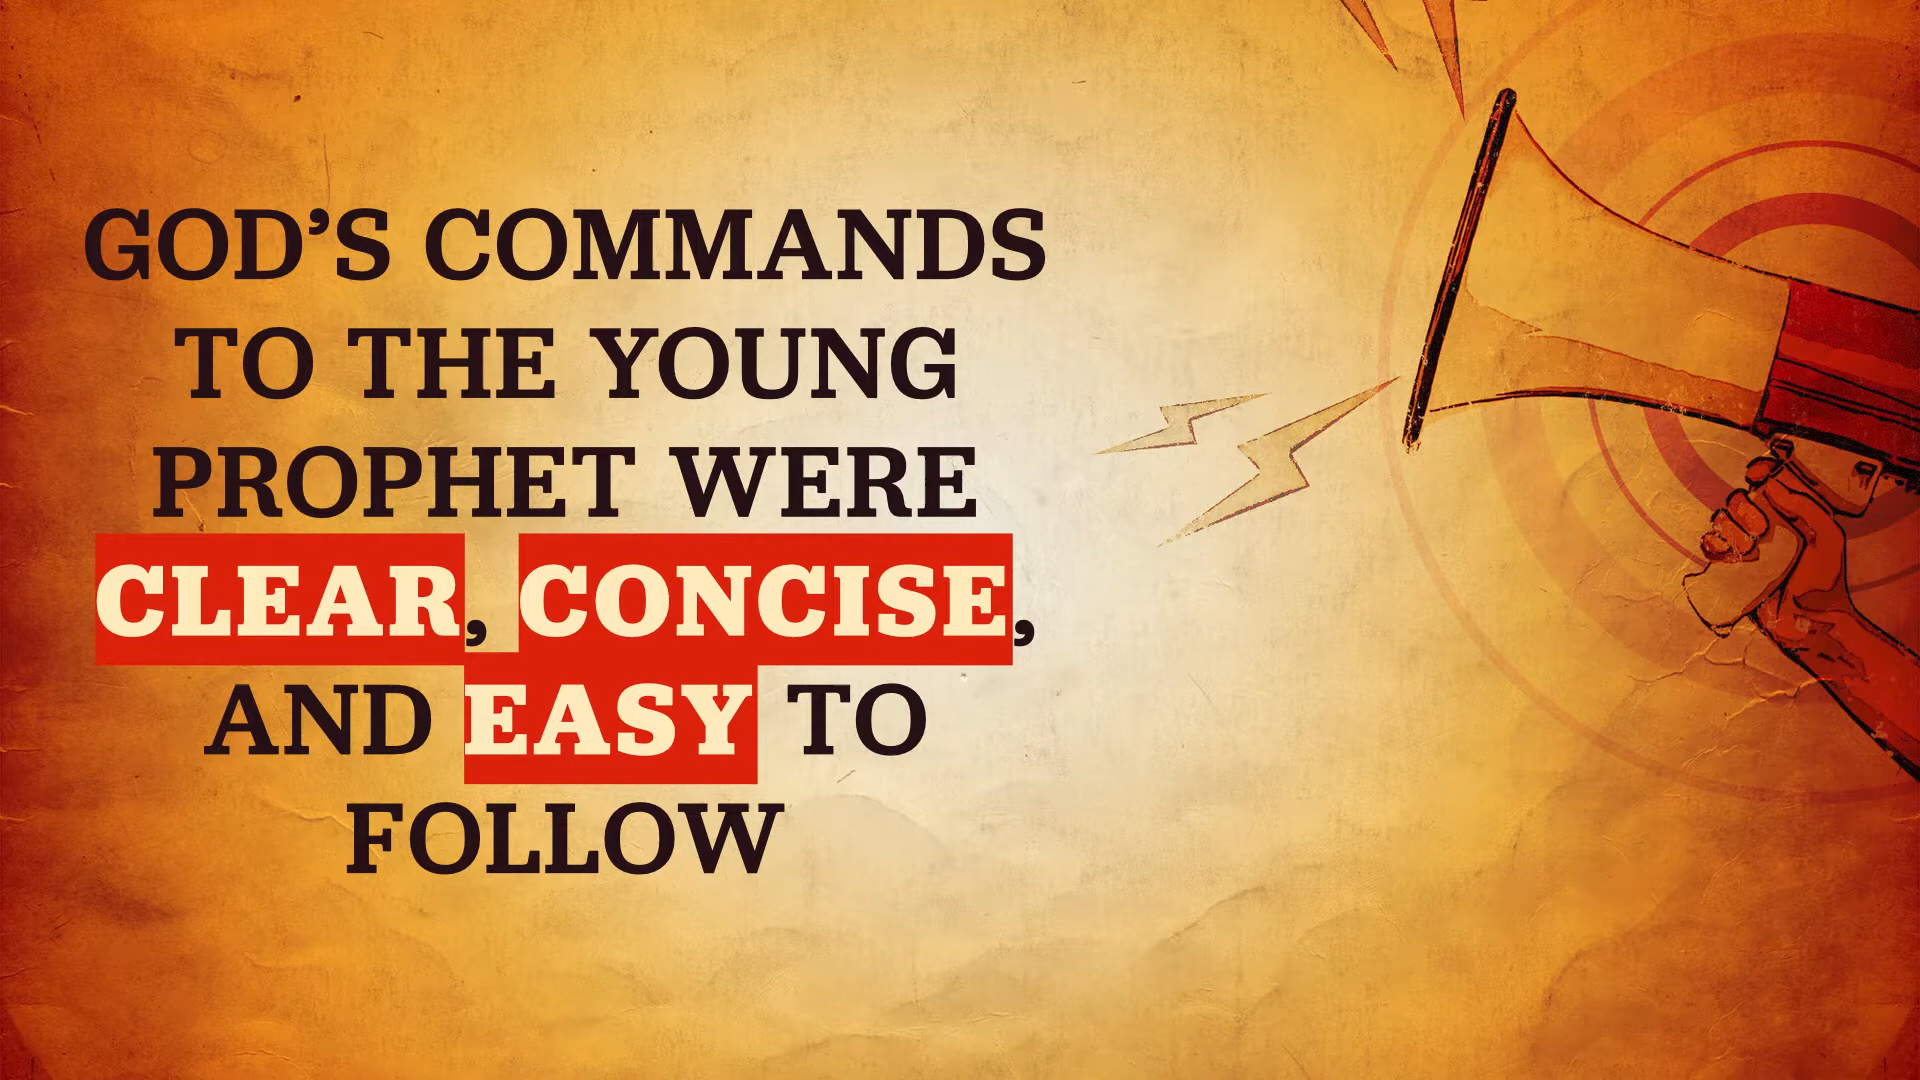 GOD’S COMMANDS
TO THE YOUNG
PROPHET WERE
CLEAR, CONCISE,
AND EASY TO
FOLLOW